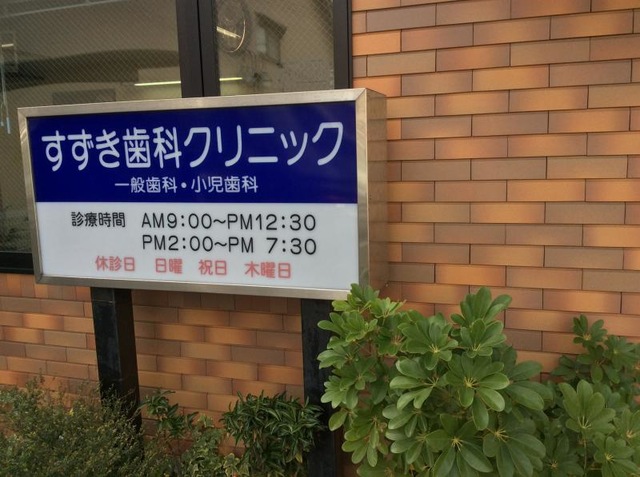 すずき歯科クリニック
一般歯科・小児歯科
診療時間 AM9:00〜PM12:30
PM2:00〜PM 7:30
休診日 日曜 祝日 木曜日